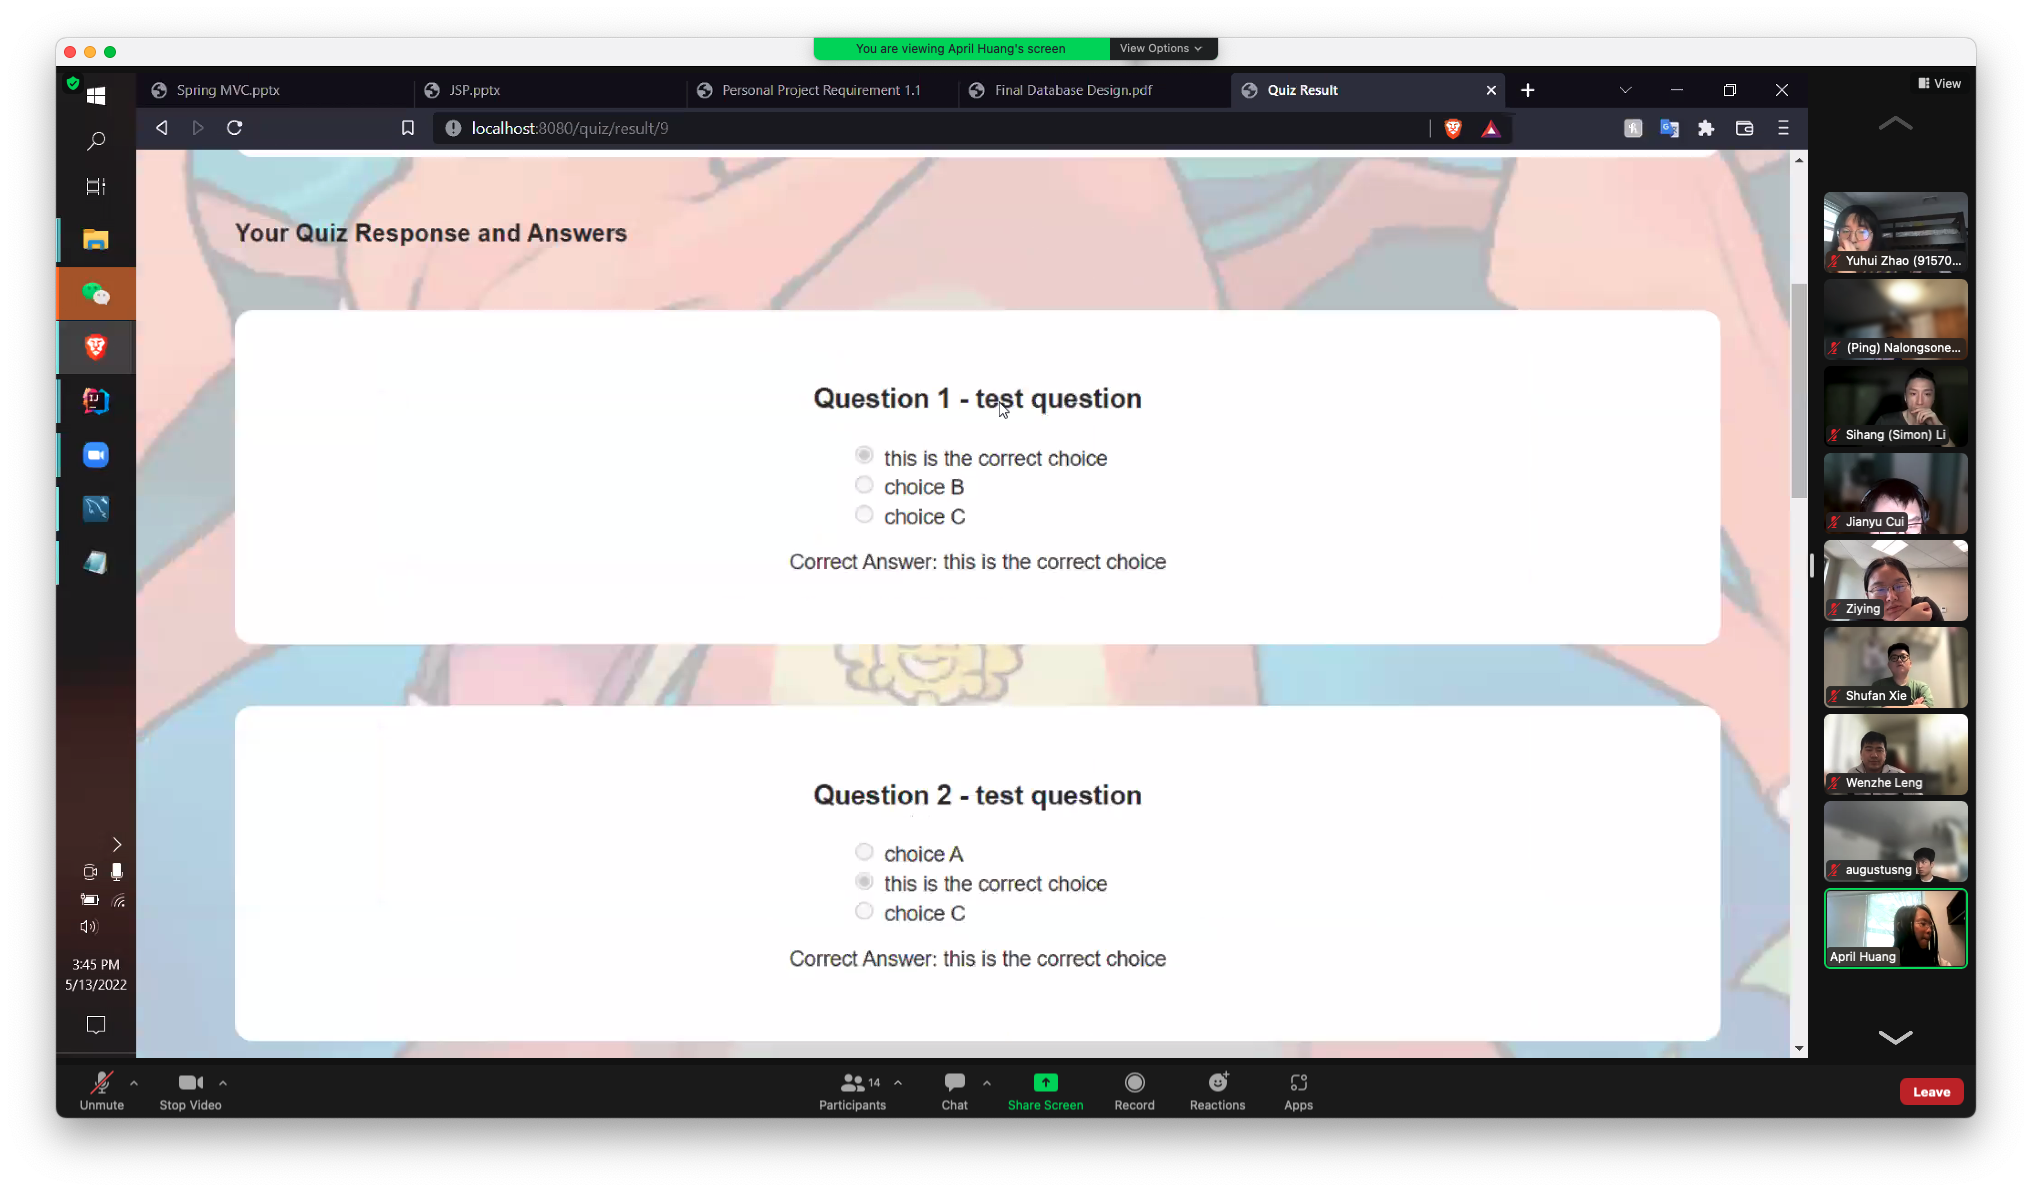 You are viewing April Huang's screen
View Options
View
Spring MVC.pptx
JSP.pptx
Personal Project Requirement 1.1
Final Database Design.pdf
Quiz Result
localhost:8080/quiz/result/9
Your Quiz Response and Answers
Question 1 - test question
this is the correct choice
choice B
choice C
Correct Answer: this is the correct choice
Question 2 - test question
choice A
this is the correct choice
choice C
Correct Answer: this is the correct choice
Yuhui Zhao (91570...
(Ping) Nalongsone...
Sihang (Simon) Li
Jianyu Cui
Ziying
Shufan Xie
Wenzhe Leng
augustusng
April Huang
3:45 PM
5/13/2022
Unmute
Stop Video
14
Participants
Chat
Share Screen
Record
Reactions
Apps
Leave